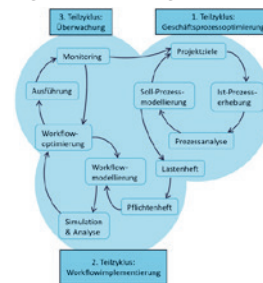 3. Teilzyklus:
Überwachung
1. Teilzyklus:
Geschäftsprozessoptimierung
Monitoring
Projektziele
Ausführung
Soll-Prozess-
modellierung
Ist-Prozess-
erhebung
Workflow-
optimierung
Prozessanalyse
Workflow-
modellierung
Lastenheft
Simulation
& Analyse
Pflichtenheft
2. Teilzyklus:
Workflowimplementierung